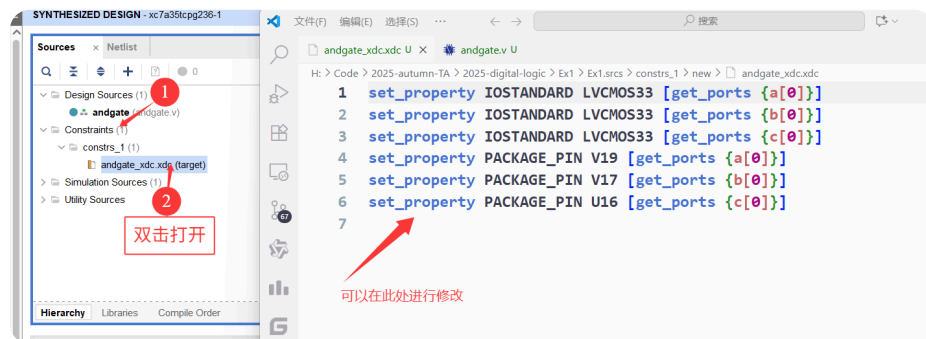 SYNTHESIZED DESIGN - xc7a35tcpg236-1
Sources × Netlist
0
Design Sources (1)
andgate (andgate.v)
Constraints (1)
constrs_1 (1)
andgate_xdc.xdc (target)
Simulation Sources (1)
Utility Sources
1
2
双击打开
Hierarchy Libraries Compile Order
文件(F) 编辑(E) 选择(S) ··· ← → 搜索
andgate_xdc.xdc U × andgate.v U
H: > Code > 2025-autumn-TA > 2025-digital-logic > Ex1 > Ex1.srcs > constrs_1 > new > andgate_xdc.xdc
1 set_property IOSTANDARD LVCMOS33 [get_ports {a[0]}]
2 set_property IOSTANDARD LVCMOS33 [get_ports {b[0]}]
3 set_property IOSTANDARD LVCMOS33 [get_ports {c[0]}]
4 set_property PACKAGE_PIN V19 [get_ports {a[0]}]
5 set_property PACKAGE_PIN V17 [get_ports {b[0]}]
6 set_property PACKAGE_PIN U16 [get_ports {c[0]}]
7
67
可以在此处进行修改